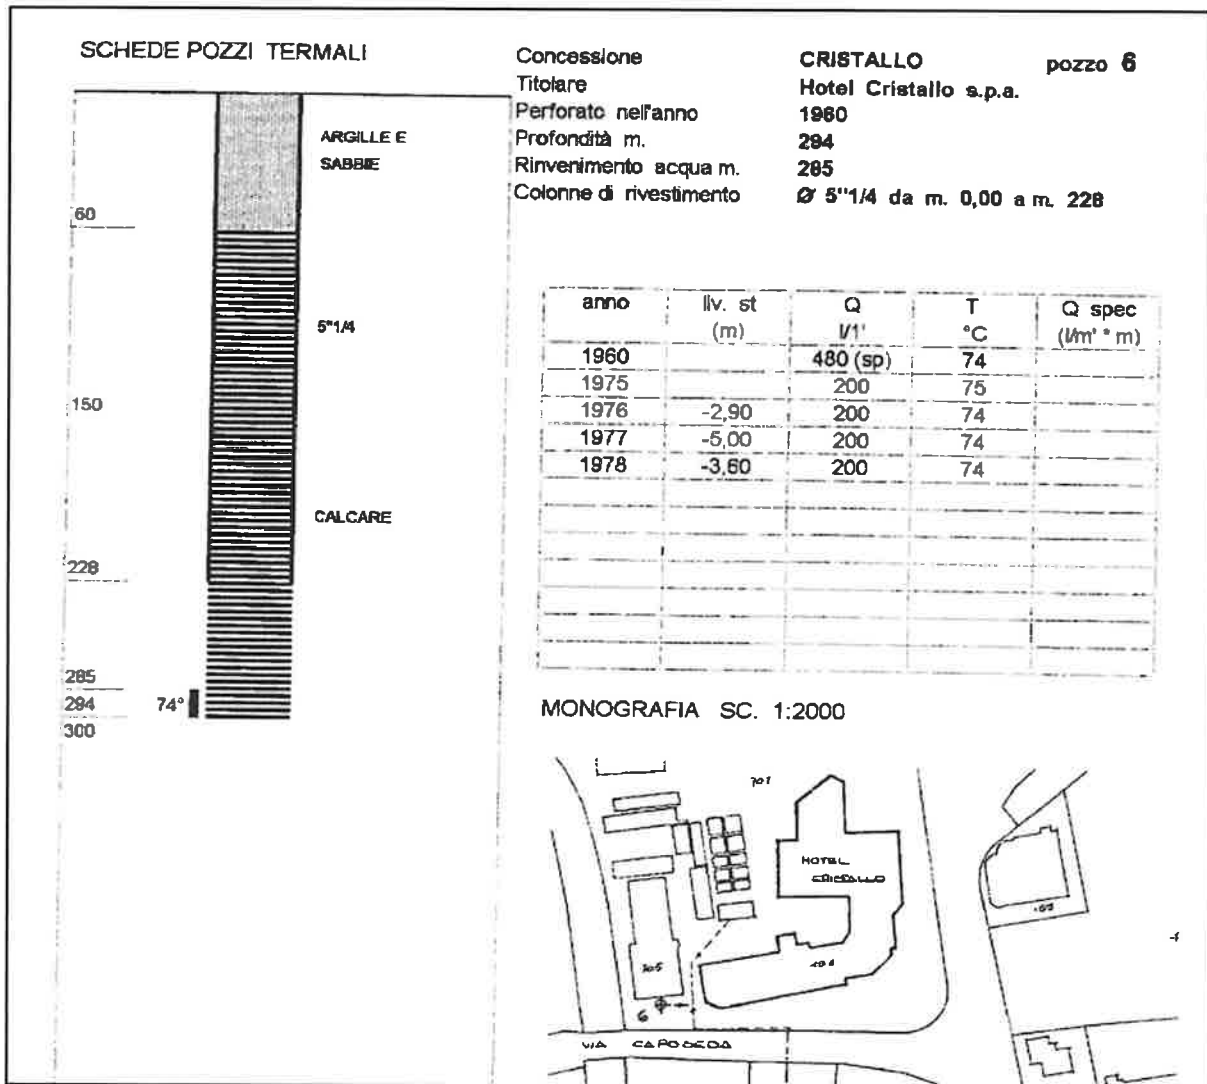 SCHEDE POZZI TERMALI
Concessione CRISTALLO pozzo 6
Titolare Hotel Cristallo s.p.a.
Perforato nell'anno 1960
Profondità m. 294
Rinvenimento acqua m. 285
Colonne di rivestimento Ø 5"1/4 da m. 0,00 a m. 228
ARGILLE E
SABBIE
60
5"1/4
150
CALCARE
228
285
294 74°
300
anno liv. st Q T Q spec
(m) l/1' °C (l/m' * m)
1960 480 (sp) 74
1975 200 75
1976 -2,90 200 74
1977 -5,00 200 74
1978 -3,60 200 74
MONOGRAFIA SC. 1:2000
701
HOTEL
CRISTALLO
705
6
VIA CAPODEDA